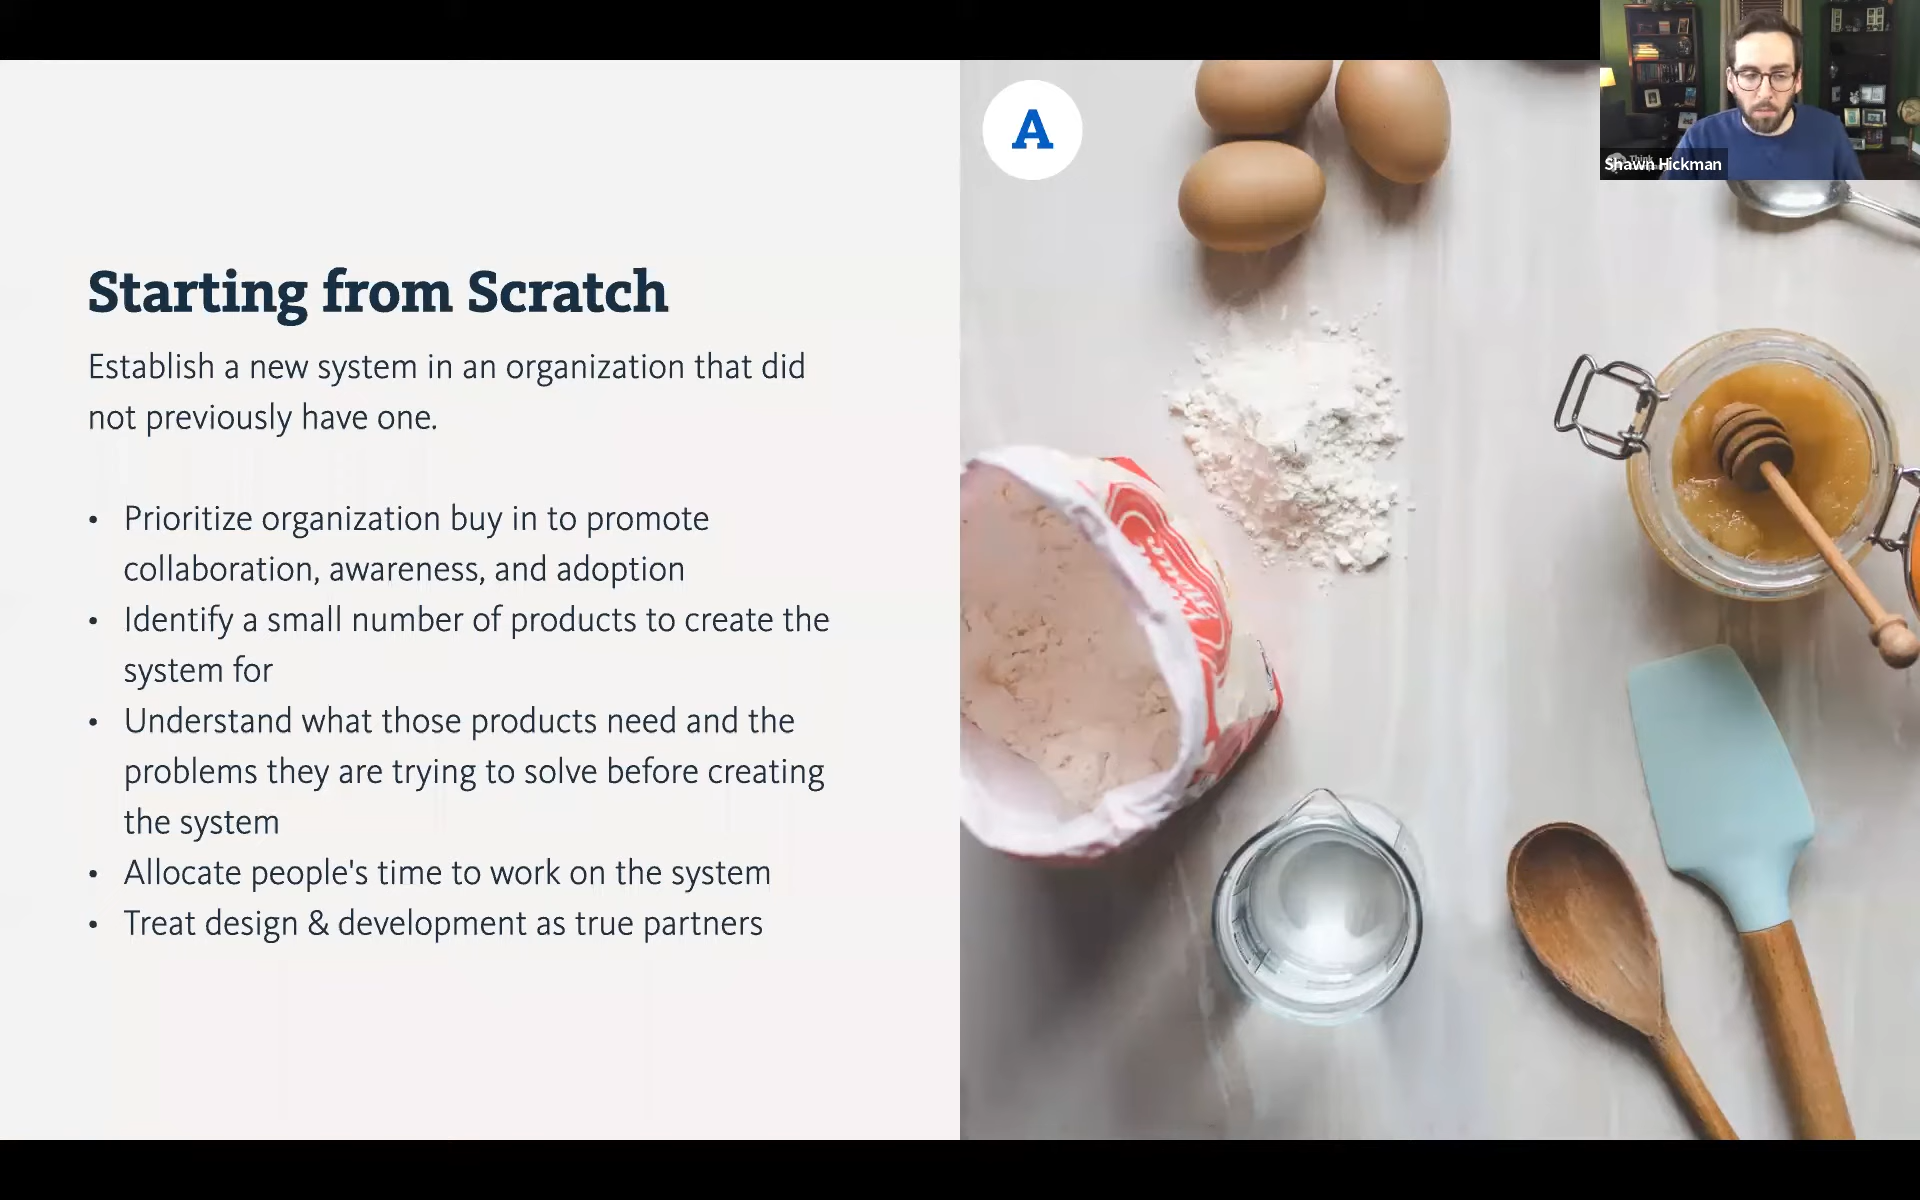 A
Shawn Hickman
Starting from Scratch
Establish a new system in an organization that did
not previously have one.
• Prioritize organization buy in to promote
collaboration, awareness, and adoption
• Identify a small number of products to create the
system for
• Understand what those products need and the
problems they are trying to solve before creating
the system
• Allocate people's time to work on the system
• Treat design & development as true partners